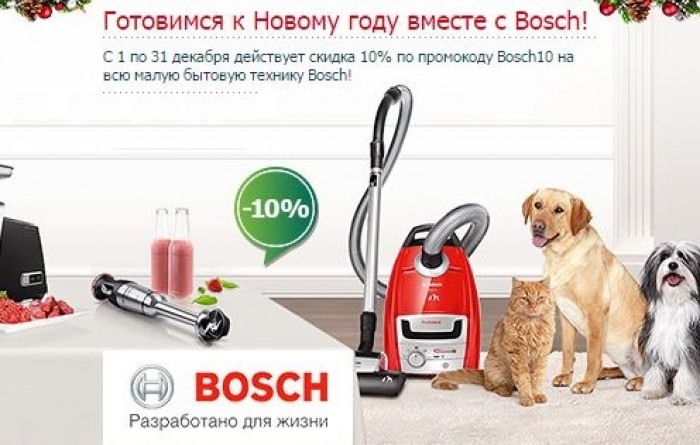 Готовимся к Новому году вместе с Bosch!
С 1 по 31 декабря действует скидка 10% по промокоду Bosch10 на
всю малую бытовую технику Bosch!
-10%
BOSCH
BOSCH
Разработано для жизни